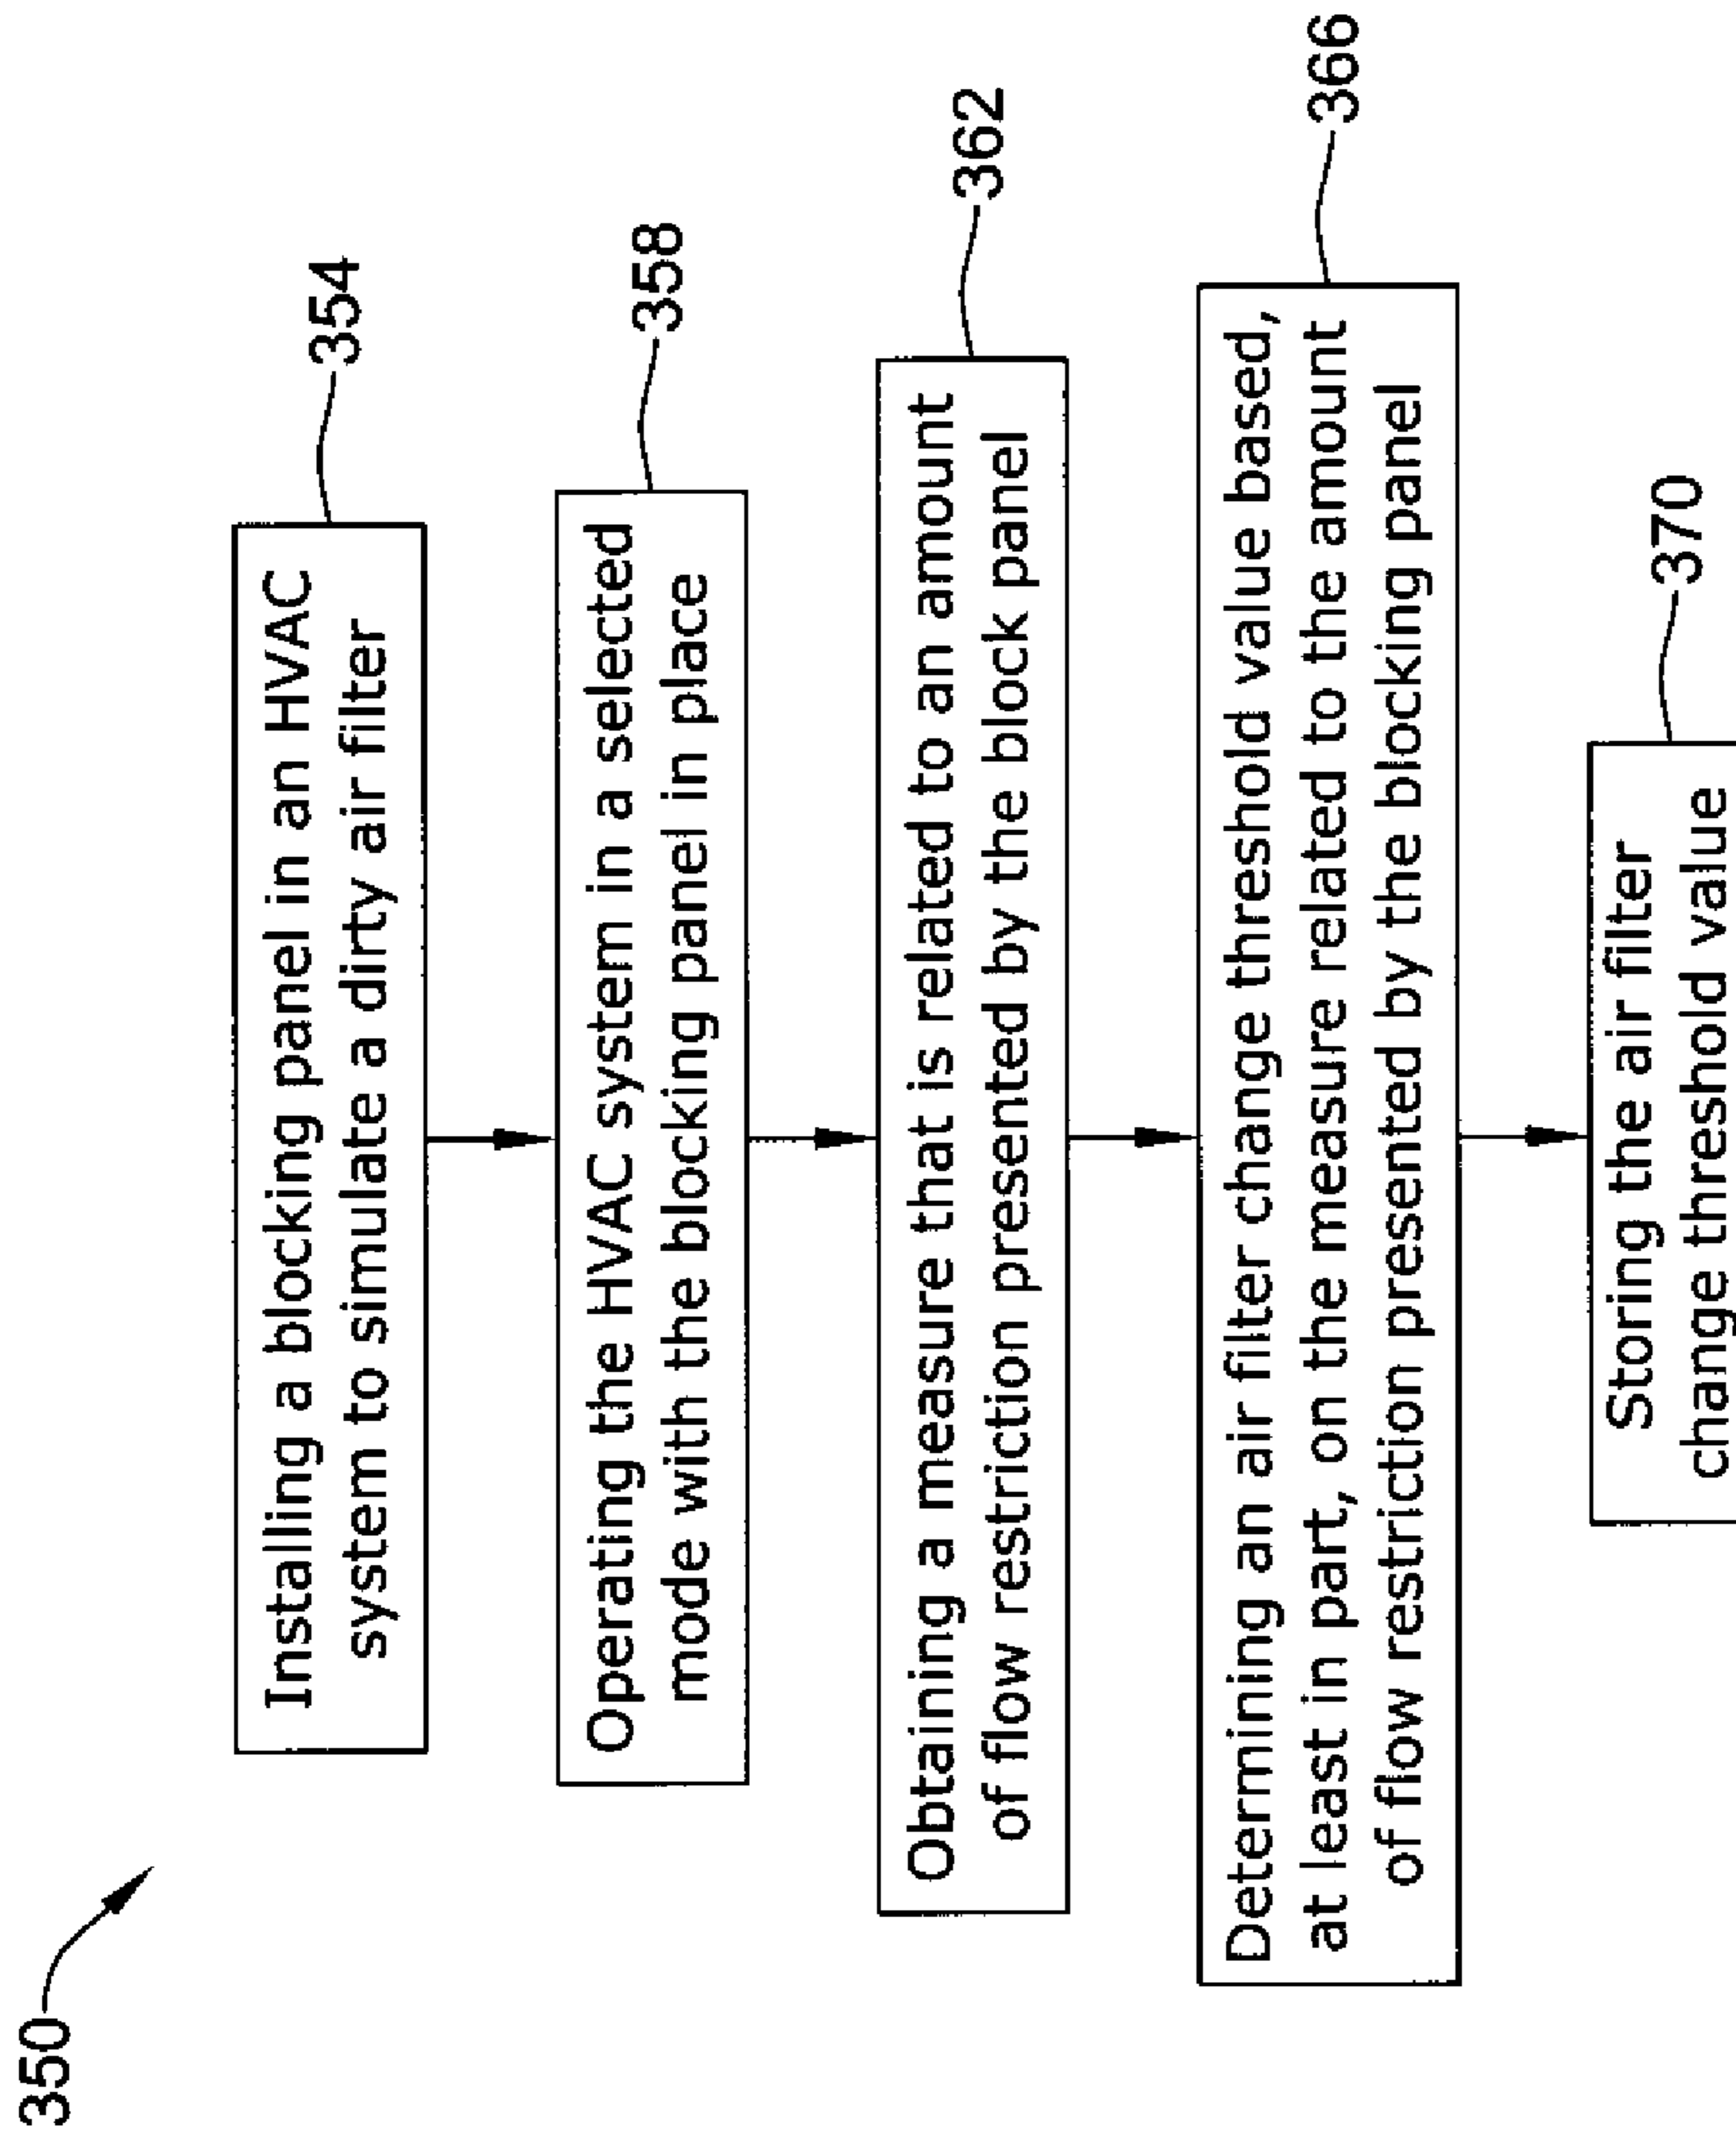 350
Installing a blocking panel in an HVAC
system to simulate a dirty air filter
354
Operating the HVAC system in a selected
mode with the blocking panel in place
358
Obtaining a measure that is related to an amount
of flow restriction presented by the block panel
362
Determining an air filter change threshold value based,
at least in part, on the measure related to the amount
of flow restriction presented by the blocking panel
366
Storing the air filter
change threshold value
370